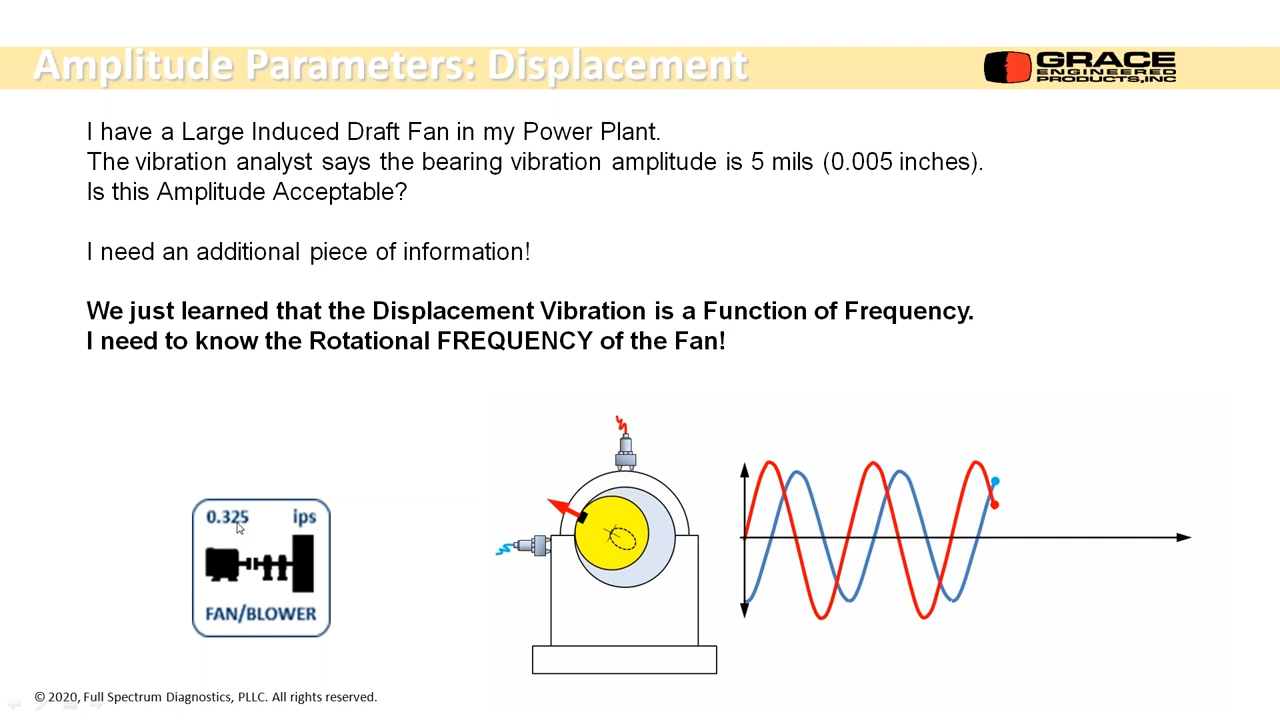 Amplitude Parameters: Displacement
GRACE
ENGINEERED
PRODUCTS,INC
I have a Large Induced Draft Fan in my Power Plant.
The vibration analyst says the bearing vibration amplitude is 5 mils (0.005 inches).
Is this Amplitude Acceptable?
I need an additional piece of information!
We just learned that the Displacement Vibration is a Function of Frequency.
I need to know the Rotational FREQUENCY of the Fan!
0.325 ips
FAN/BLOWER
© 2020, Full Spectrum Diagnostics, PLLC. All rights reserved.